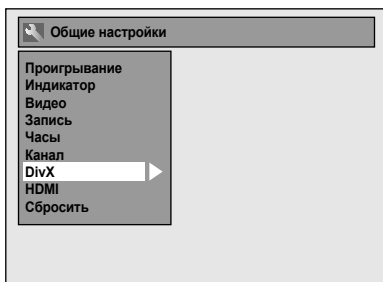 Общие настройки
Проигрывание
Индикатор
Видео
Запись
Часы
Канал
DivX
HDMI
Сбросить